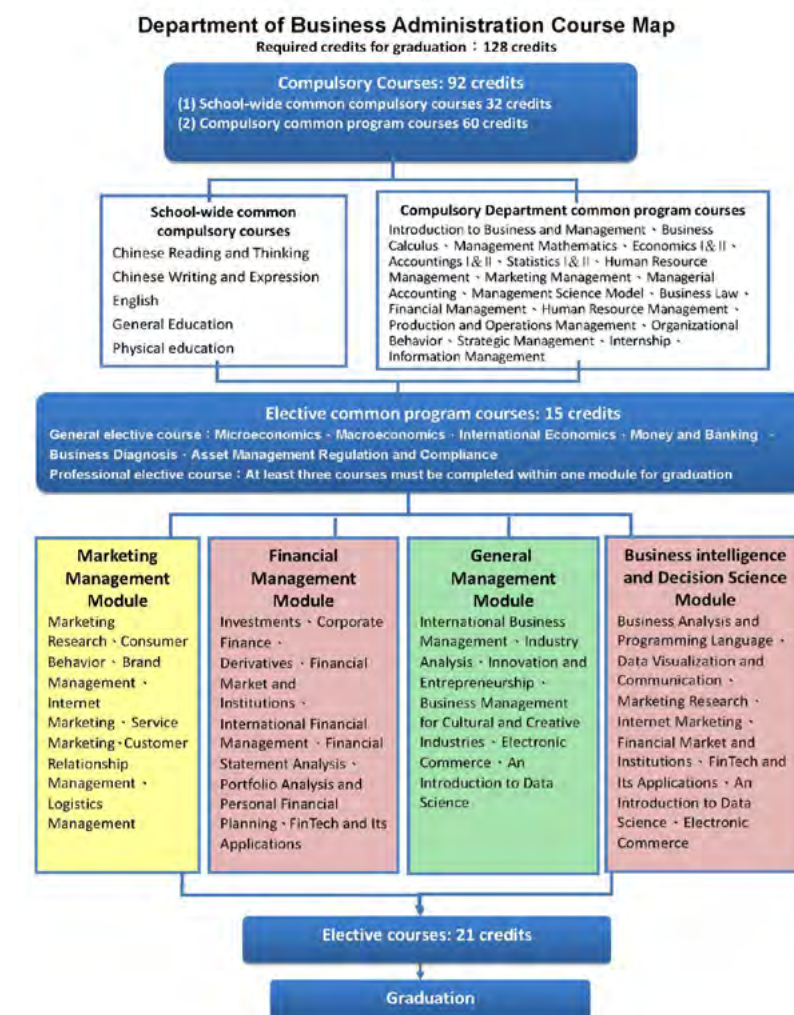 Department of Business Administration Course Map
Required credits for graduation：128 credits
Compulsory Courses: 92 credits
(1) School-wide common compulsory courses 32 credits
(2) Compulsory common program courses 60 credits
School-wide common
compulsory courses
Chinese Reading and Thinking
Chinese Writing and Expression
English
General Education
Physical education
Compulsory Department common program courses
Introduction to Business and Management、Business
Calculus、Management Mathematics、Economics I&II、
Accountings I&II、Statistics I&II、Human Resource
Management、Marketing Management、Managerial
Accounting、Management Science Model、Business Law、
Financial Management、Human Resource Management、
Production and Operations Management、Organizational
Behavior、Strategic Management、Internship、
Information Management
Elective common program courses: 15 credits
General elective course：Microeconomics、Macroeconomics、International Economics、Money and Banking、
Business Diagnosis、Asset Management Regulation and Compliance
Professional elective course：At least three courses must be completed within one module for graduation
Marketing
Management
Module
Marketing
Research、Consumer
Behavior、Brand
Management、
Internet
Marketing、Service
Marketing、Customer
Relationship
Management、
Logistics
Management
Financial
Management
Module
Investments、Corporate
Finance、
Derivatives、Financial
Market and
Institutions、
International Financial
Management、Financial
Statement Analysis、
Portfolio Analysis and
Personal Financial
Planning、FinTech and Its
Applications
General
Management
Module
International Business
Management、Industry
Analysis、Innovation and
Entrepreneurship、
Business Management
for Cultural and Creative
Industries、Electronic
Commerce、An
Introduction to Data
Science
Business intelligence
and Decision Science
Module
Business Analysis and
Programming Language、
Data Visualization and
Communication、
Marketing Research、
Internet Marketing、
Financial Market and
Institutions、FinTech and
Its Applications、An
Introduction to Data
Science、Electronic
Commerce
Elective courses: 21 credits
Graduation